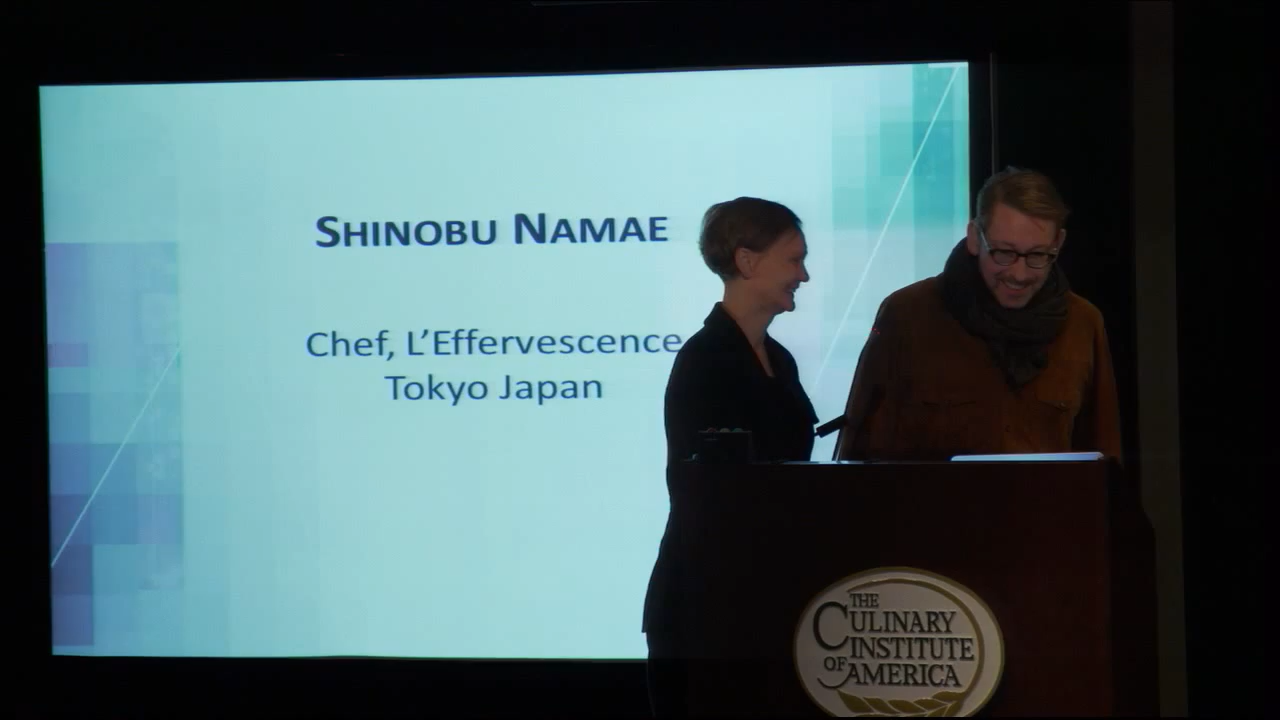 SHINOBU NAMAE
Chef, L'Effervescence
Tokyo Japan
THE
CULINARY
INSTITUTE
OF AMERICA